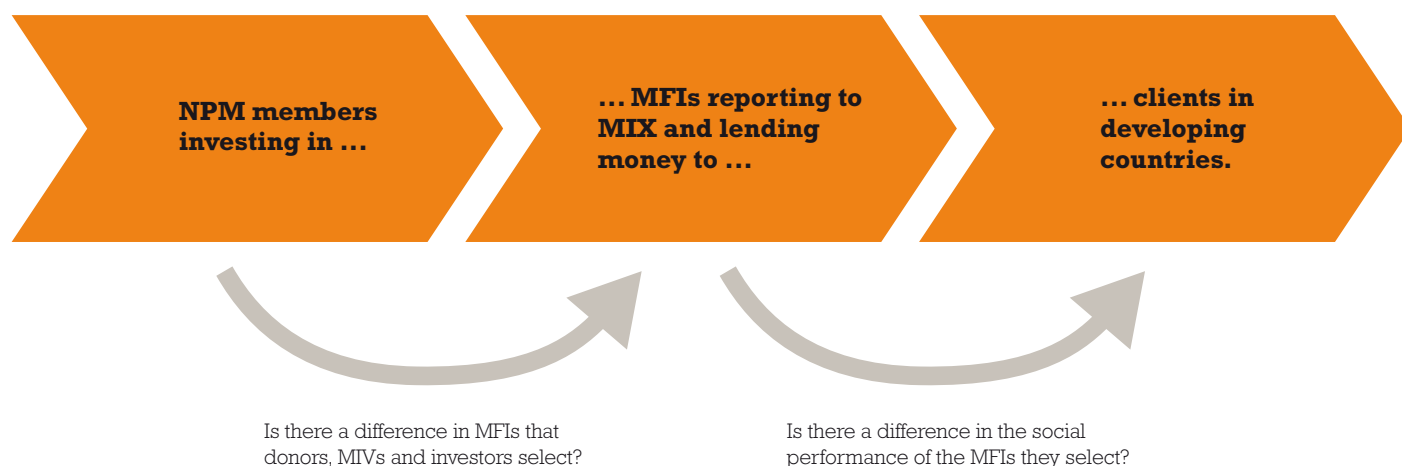 NPM members
investing in ...
... MFIs reporting to
MIX and lending
money to ...
... clients in
developing
countries.
Is there a difference in MFIs that
donors, MIVs and investors select?
Is there a difference in the social
performance of the MFIs they select?